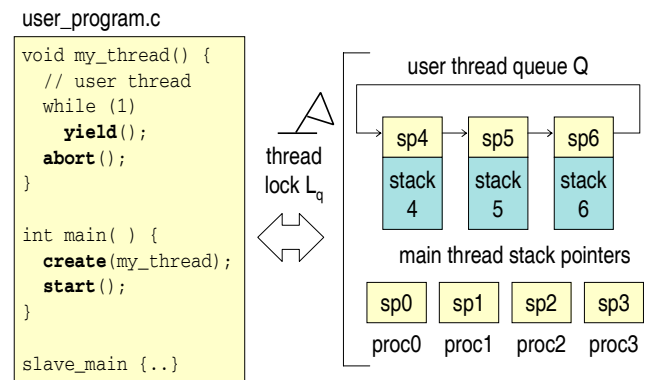 user_program.c
void my_thread() {
// user thread
while (1)
yield();
abort();
}
int main( ) {
create(my_thread);
start();
}
slave_main {..}
thread
lock Lq
user thread queue Q
sp4 sp5 sp6
stack stack stack
4 5 6
main thread stack pointers
sp0 sp1 sp2 sp3
proc0 proc1 proc2 proc3